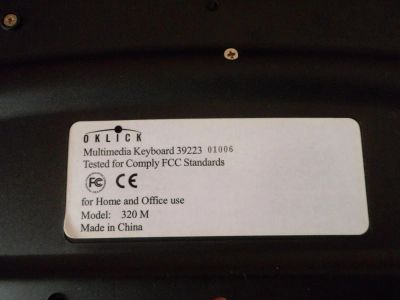 OKLICK
Multimedia Keyboard 39223 01006
Tested for Comply FCC Standards
FC CE
for Home and Office use
Model: 320 M
Made in China